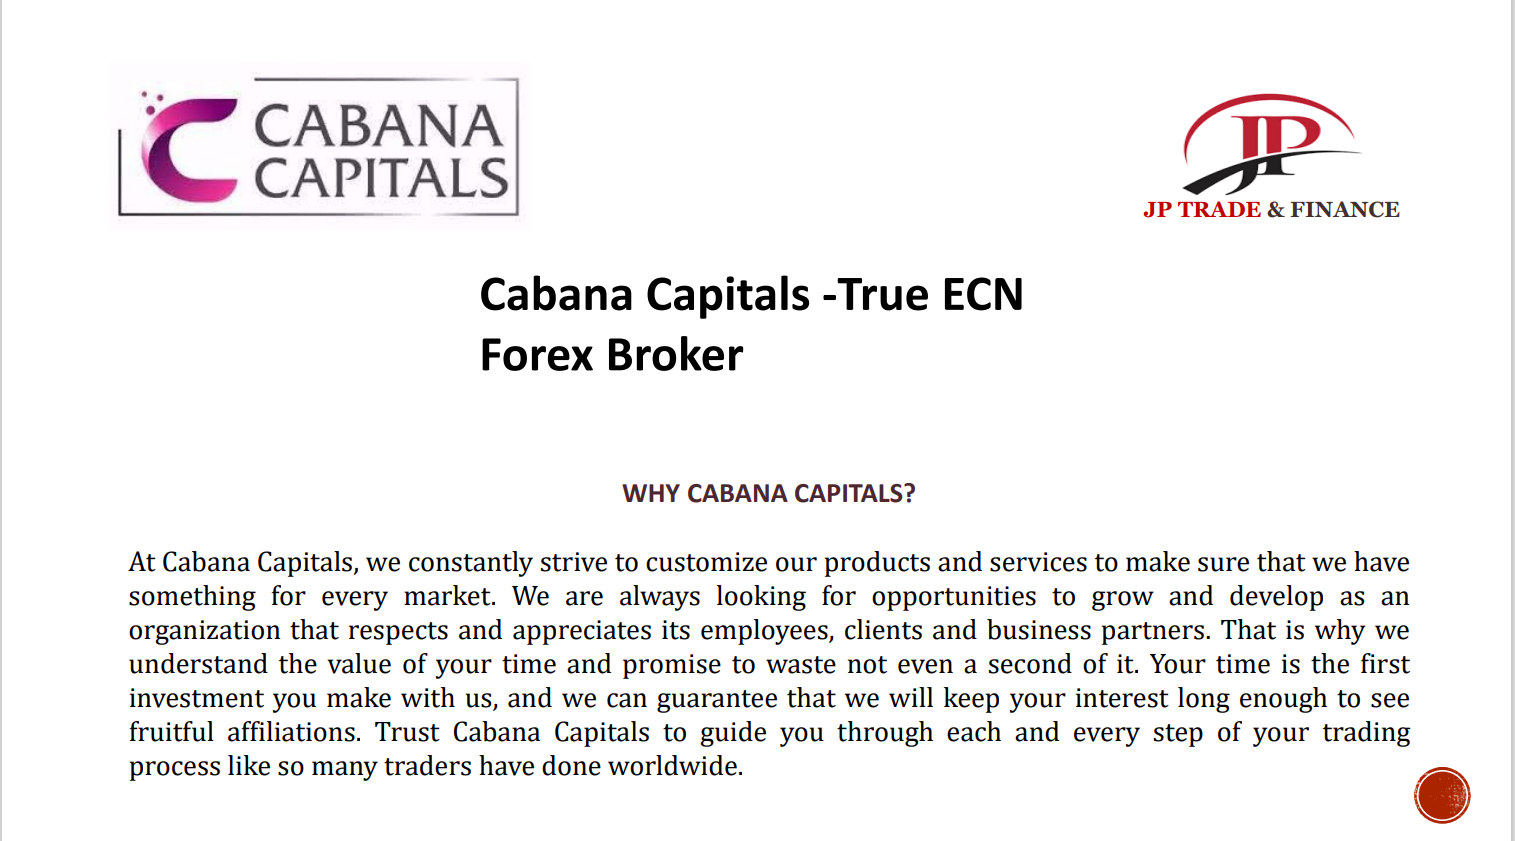 CABANA
CAPITALS
JP
JP TRADE & FINANCE
Cabana Capitals -True ECN
Forex Broker
WHY CABANA CAPITALS?
At Cabana Capitals, we constantly strive to customize our products and services to make sure that we have
something for every market. We are always looking for opportunities to grow and develop as an
organization that respects and appreciates its employees, clients and business partners. That is why we
understand the value of your time and promise to waste not even a second of it. Your time is the first
investment you make with us, and we can guarantee that we will keep your interest long enough to see
fruitful affiliations. Trust Cabana Capitals to guide you through each and every step of your trading
process like so many traders have done worldwide.